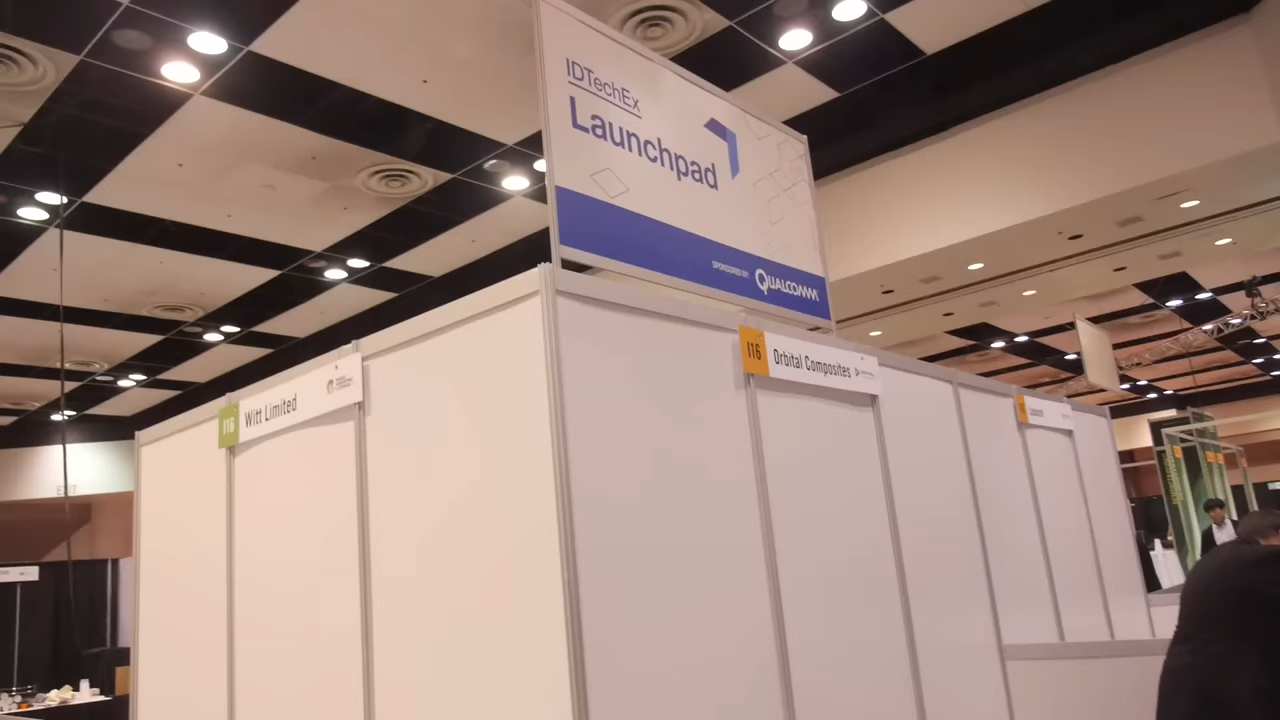 IDTechEx
Launchpad
SPONSORED BY:
QUALCOMM
I16
Orbital Composites
I16
Witt Limited
EXIT